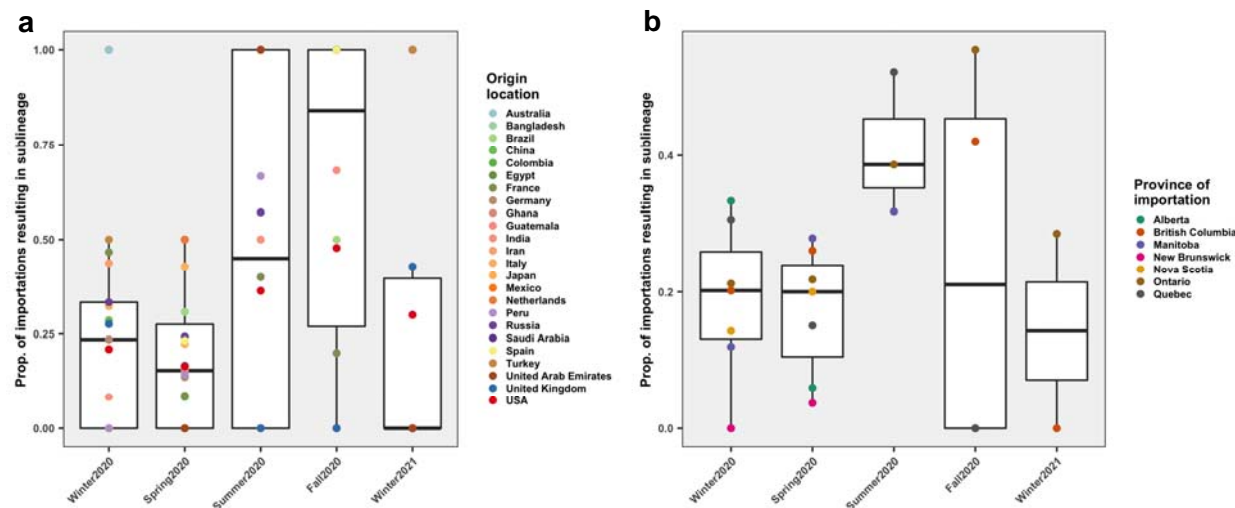 a
Prop. of importations resulting in sublineage
1.00
0.75
0.50
0.25
0.00
Winter2020
Spring2020
Summer2020
Fall2020
Winter2021
Origin
location
Australia
Bangladesh
Brazil
China
Colombia
Egypt
France
Germany
Ghana
Guatemala
India
Iran
Italy
Japan
Mexico
Netherlands
Peru
Russia
Saudi Arabia
Spain
Turkey
United Arab Emirates
United Kingdom
USA
b
Prop. of importations resulting in sublineage
0.4
0.2
0.0
Winter2020
Spring2020
Summer2020
Fall2020
Winter2021
Province of
importation
Alberta
British Columbia
Manitoba
New Brunswick
Nova Scotia
Ontario
Quebec